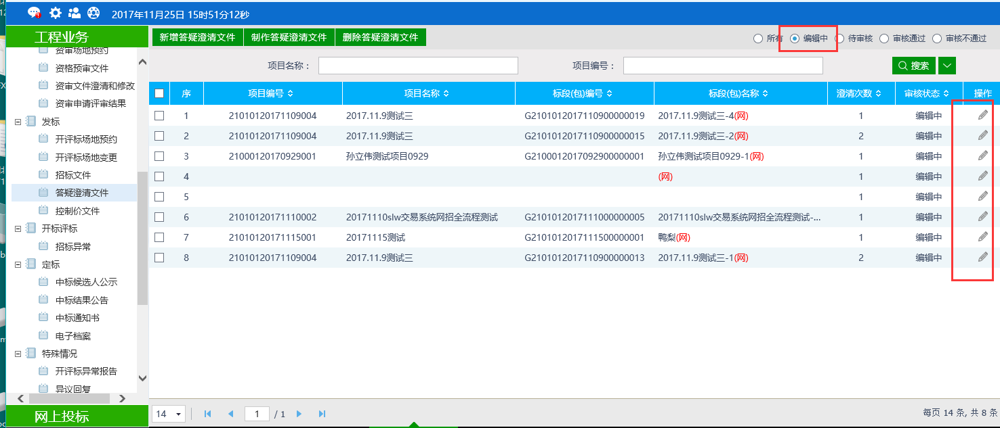 2017年11月25日 15时51分12秒
工程业务
资审场地预约
资格预审文件
资审文件澄清和修改
资审申请评审结果
发标
开评标场地预约
开评标场地变更
招标文件
答疑澄清文件
控制价文件
开标评标
招标异常
定标
中标候选人公示
中标结果公告
中标通知书
电子档案
特殊情况
开评标异常报告
异议回复
网上投标
新增答疑澄清文件 制作答疑澄清文件 删除答疑澄清文件
所有 编辑中 待审核 审核通过 审核不通过
项目名称： 项目编号： 搜索
序 项目编号 项目名称 标段(包)编号 标段(包)名称 澄清次数 审核状态 操作
1 21010120171109004 2017.11.9测试三 G2101012017110900000019 2017.11.9测试三-4(网) 1 编辑中
2 21010120171109004 2017.11.9测试三 G2101012017110900000015 2017.11.9测试三-2(网) 2 编辑中
3 21000120170929001 孙立伟测试项目0929 G2100012017092900000001 孙立伟测试项目0929-1(网) 1 编辑中
4 (网) 1 编辑中
5 1 编辑中
6 21010120171110002 20171110slw交易系统网招全流程测试 G2101012017111000000005 20171110slw交易系统网招全流程测试-... 1 编辑中
7 21010120171115001 20171115测试 G2101012017111500000001 鸭梨(网) 1 编辑中
8 21010120171109004 2017.11.9测试三 G2101012017110900000013 2017.11.9测试三-1(网) 2 编辑中
14 1 / 1 每页 14 条, 共 8 条